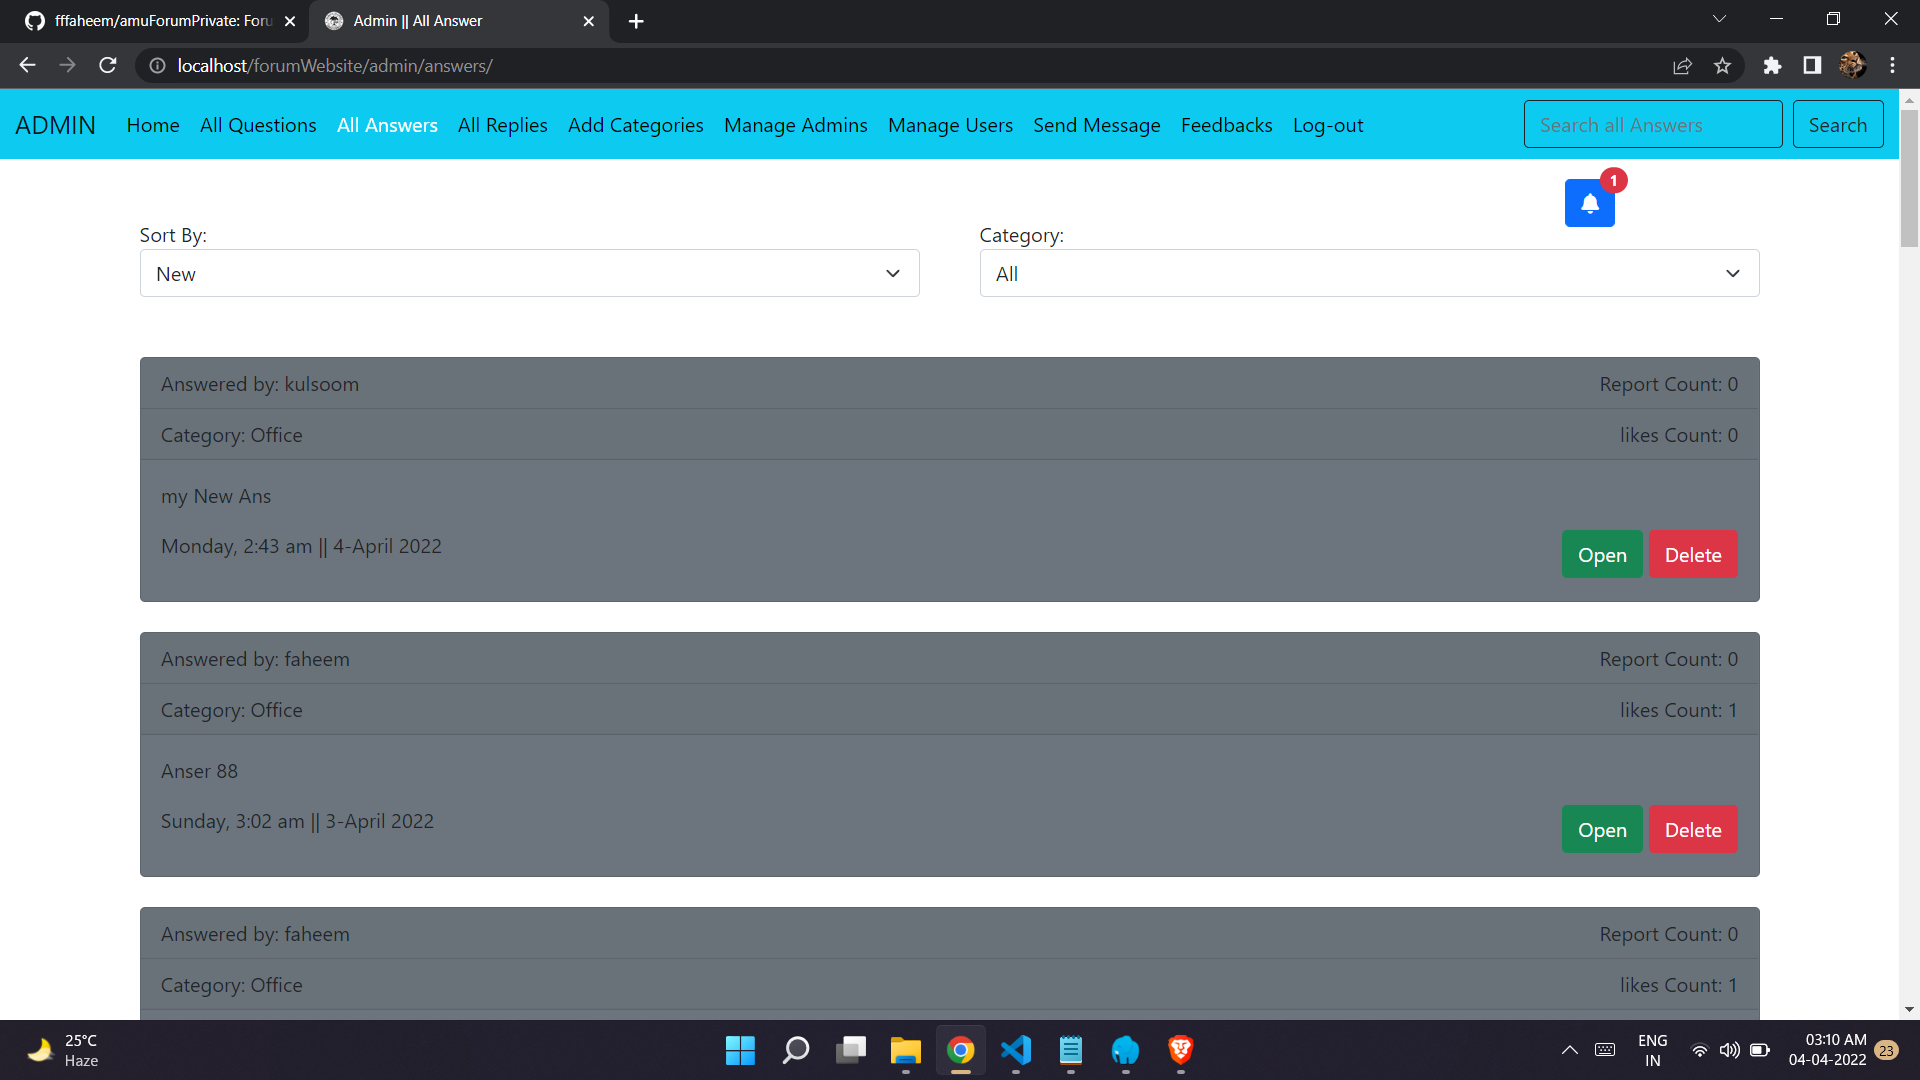 fffaheem/amuForumPrivate: Foru
Admin || All Answer
localhost/forumWebsite/admin/answers/
ADMIN Home All Questions All Answers All Replies Add Categories Manage Admins Manage Users Send Message Feedbacks Log-out Search all Answers Search
1
Sort By: Category:
New All
Answered by: kulsoom Report Count: 0
Category: Office likes Count: 0
my New Ans
Monday, 2:43 am || 4-April 2022
Open Delete
Answered by: faheem Report Count: 0
Category: Office likes Count: 1
Anser 88
Sunday, 3:02 am || 3-April 2022
Open Delete
Answered by: faheem Report Count: 0
Category: Office likes Count: 1
25°C
Haze
ENG
IN
03:10 AM
04-04-2022
23